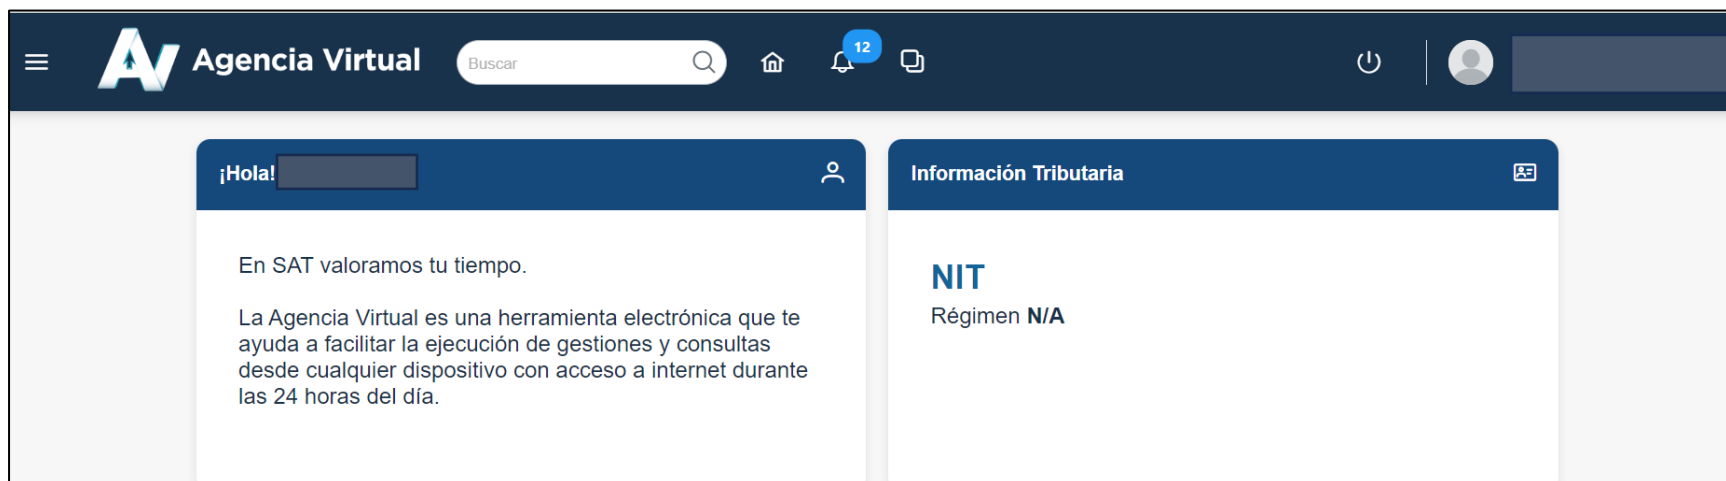 Agencia Virtual
Buscar
12
¡Hola!
Información Tributaria
En SAT valoramos tu tiempo.
La Agencia Virtual es una herramienta electrónica que te
ayuda a facilitar la ejecución de gestiones y consultas
desde cualquier dispositivo con acceso a internet durante
las 24 horas del día.
NIT
Régimen N/A